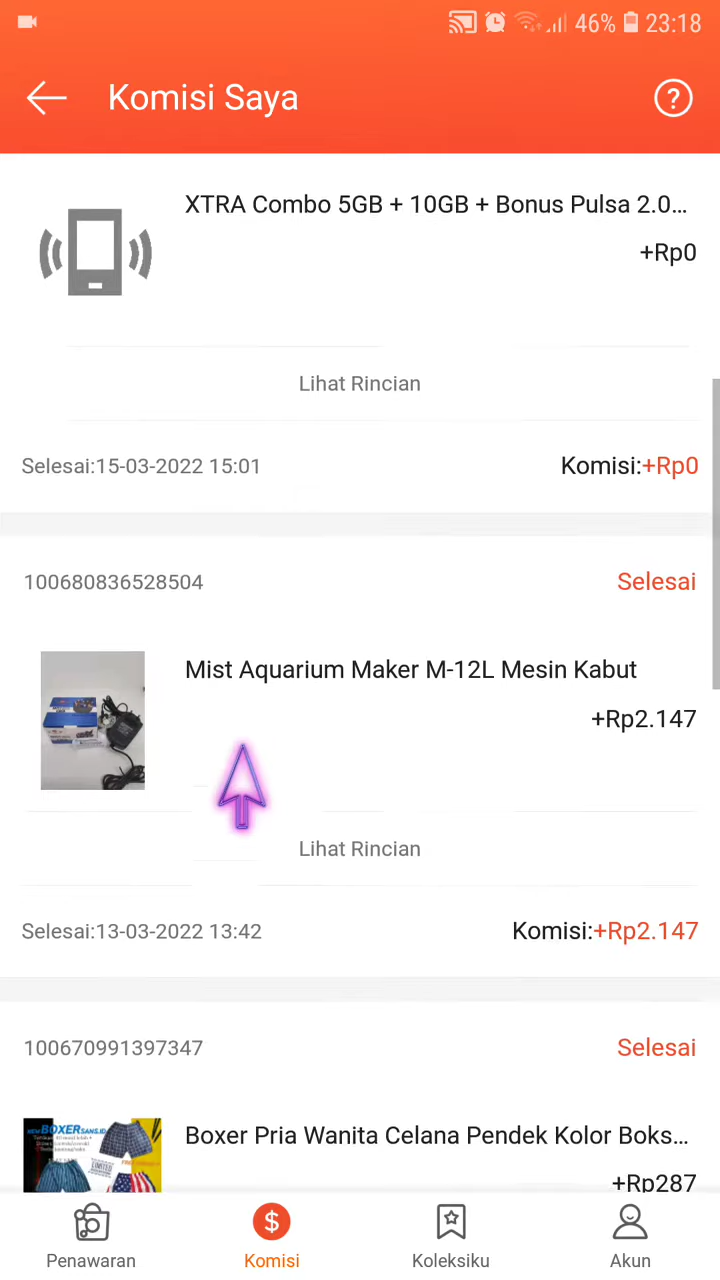 46% 23:18
Komisi Saya
XTRA Combo 5GB + 10GB + Bonus Pulsa 2.0...
+Rp0
Lihat Rincian
Selesai:15-03-2022 15:01
Komisi:+Rp0
100680836528504
Selesai
Mist Aquarium Maker M-12L Mesin Kabut
+Rp2.147
Lihat Rincian
Selesai:13-03-2022 13:42
Komisi:+Rp2.147
100670991397347
Selesai
BOXERSANS.ID
LIMITED
Boxer Pria Wanita Celana Pendek Kolor Boks...
+Rp287
Penawaran
Komisi
Koleksiku
Akun